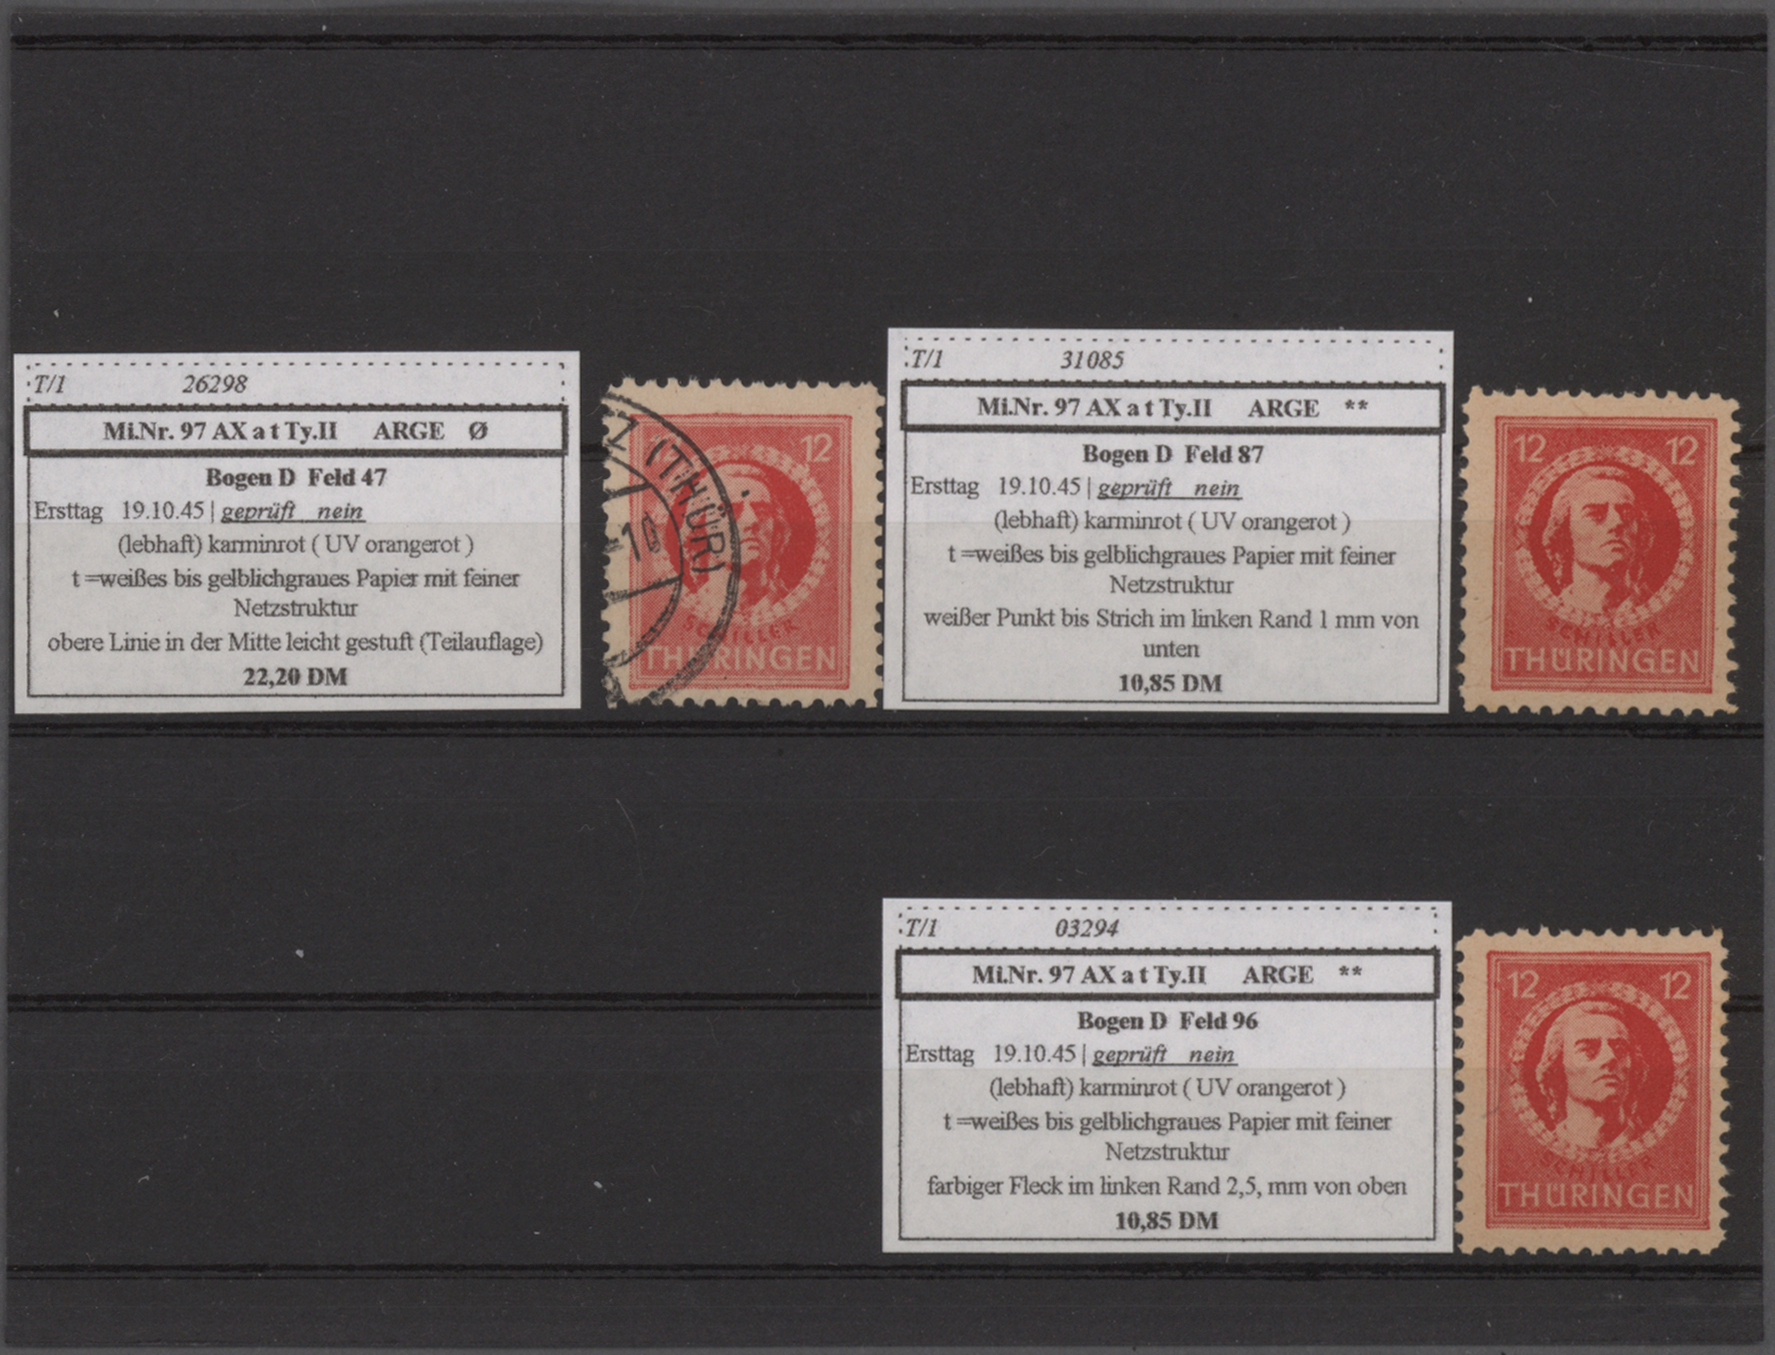 T/1 26298
Mi.Nr. 97 AX a t Ty.II ARGE Ø
Bogen D Feld 47
Ersttag 19.10.45 | geprüft nein
(lebhaft) karminrot ( UV orangerot )
t =weißes bis gelblichgraues Papier mit feiner
Netzstruktur
obere Linie in der Mitte leicht gestuft (Teilauflage)
22,20 DM
12
Z (THÜR)
-10
SCHILLER
THÜRINGEN
T/1 31085
Mi.Nr. 97 AX a t Ty.II ARGE **
Bogen D Feld 87
Ersttag 19.10.45 | geprüft nein
(lebhaft) karminrot ( UV orangerot )
t =weißes bis gelblichgraues Papier mit feiner
Netzstruktur
weißer Punkt bis Strich im linken Rand 1 mm von
unten
10,85 DM
12 12
SCHILLER
THÜRINGEN
T/1 03294
Mi.Nr. 97 AX a t Ty.II ARGE **
Bogen D Feld 96
Ersttag 19.10.45 | geprüft nein
(lebhaft) karminrot ( UV orangerot )
t =weißes bis gelblichgraues Papier mit feiner
Netzstruktur
farbiger Fleck im linken Rand 2,5, mm von oben
10,85 DM
12 12
SCHILLER
THÜRINGEN